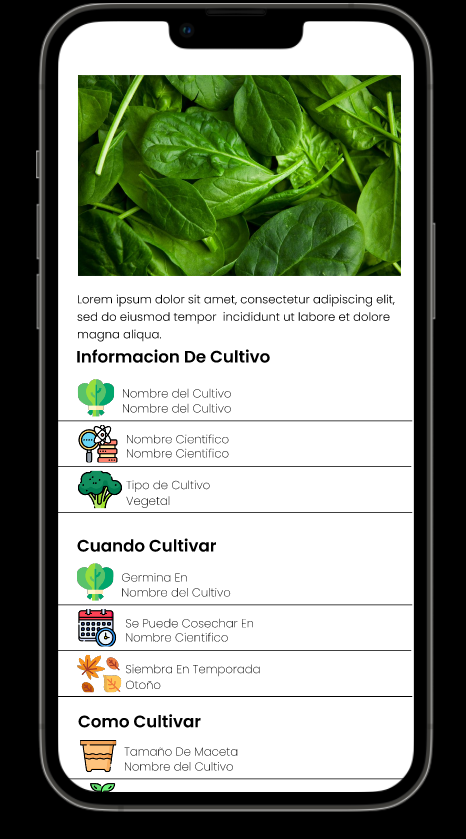 Lorem ipsum dolor sit amet, consectetur adipiscing elit,
sed do eiusmod tempor incididunt ut labore et dolore
magna aliqua.
Informacion De Cultivo
Nombre del Cultivo
Nombre del Cultivo
Nombre Cientifico
Nombre Cientifico
Tipo de Cultivo
Vegetal
Cuando Cultivar
Germina En
Nombre del Cultivo
Se Puede Cosechar En
Nombre Cientifico
Siembra En Temporada
Otoño
Como Cultivar
Tamaño De Maceta
Nombre del Cultivo